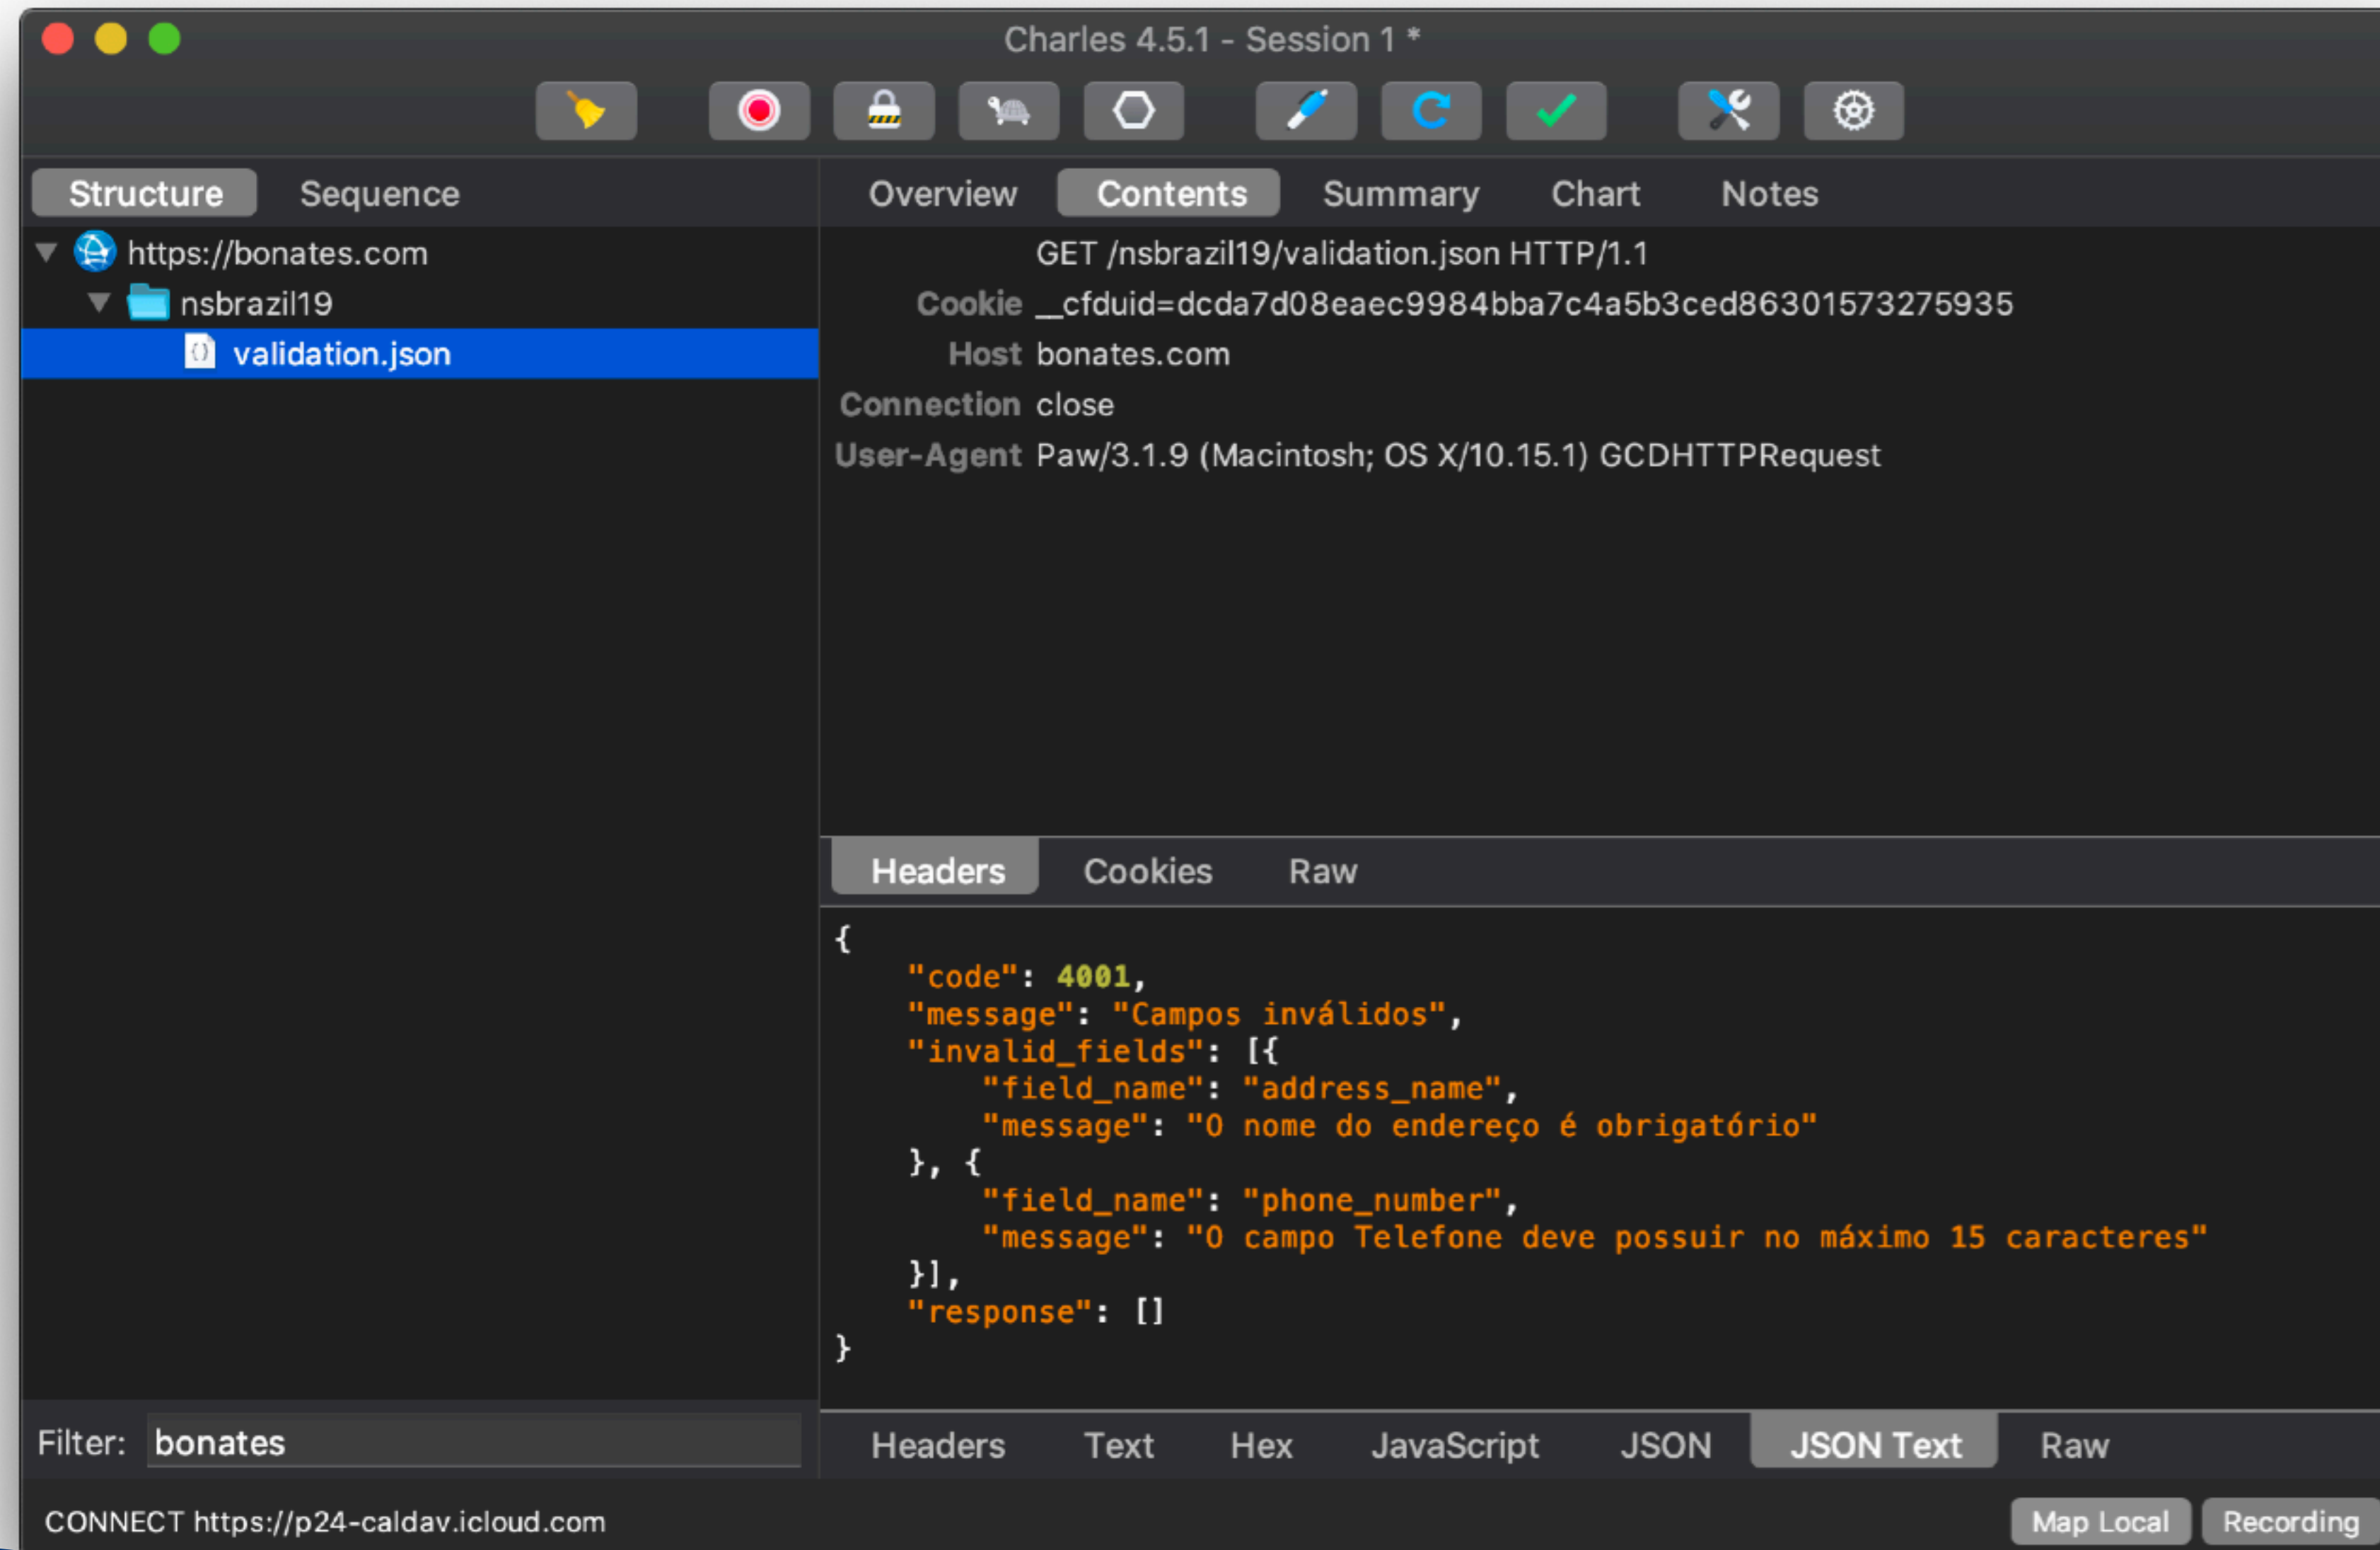 Charles 4.5.1 - Session 1 *
Structure Sequence
https://bonates.com
nsbrazil19
validation.json
Filter: bonates
Overview Contents Summary Chart Notes
GET /nsbrazil19/validation.json HTTP/1.1
Cookie __cfduid=dcda7d08eaec9984bba7c4a5b3ced86301573275935
Host bonates.com
Connection close
User-Agent Paw/3.1.9 (Macintosh; OS X/10.15.1) GCDHTTPRequest
Headers Cookies Raw
{
    "code": 4001,
    "message": "Campos inválidos",
    "invalid_fields": [{
        "field_name": "address_name",
        "message": "O nome do endereço é obrigatório"
    }, {
        "field_name": "phone_number",
        "message": "O campo Telefone deve possuir no máximo 15 caracteres"
    }],
    "response": []
}
Headers Text Hex JavaScript JSON JSON Text Raw
CONNECT https://p24-caldav.icloud.com
Map Local Recording